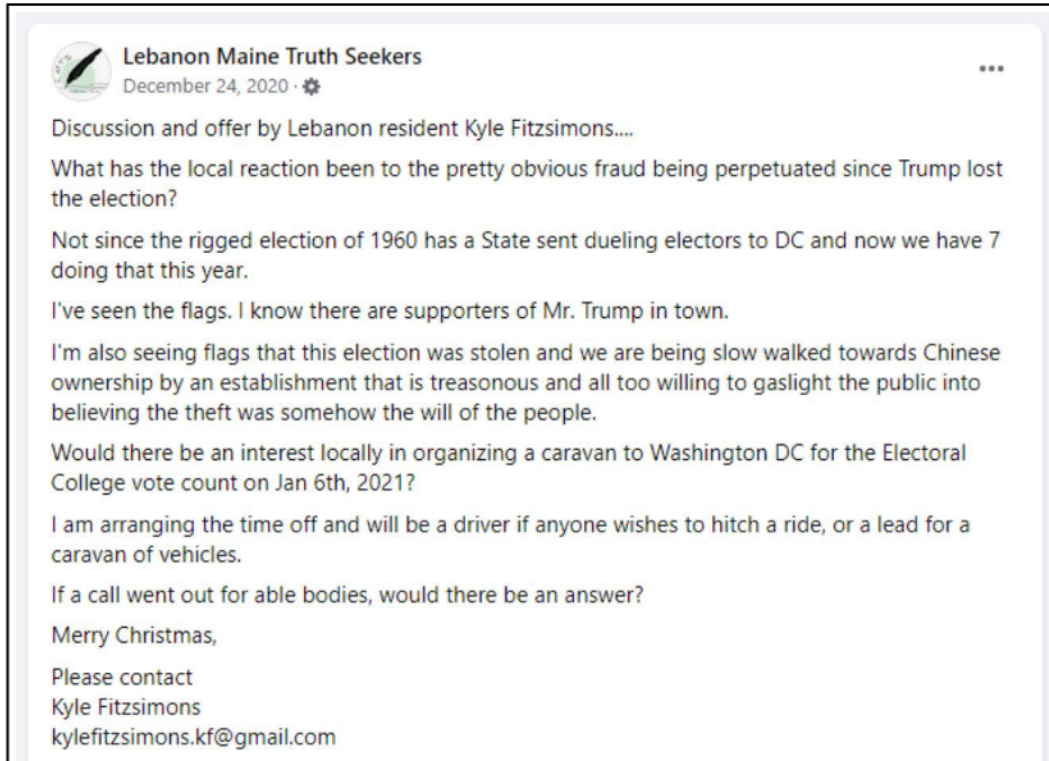 Lebanon Maine Truth Seekers
December 24, 2020 ·
Discussion and offer by Lebanon resident Kyle Fitzsimons....
What has the local reaction been to the pretty obvious fraud being perpetuated since Trump lost
the election?
Not since the rigged election of 1960 has a State sent dueling electors to DC and now we have 7
doing that this year.
I've seen the flags. I know there are supporters of Mr. Trump in town.
I'm also seeing flags that this election was stolen and we are being slow walked towards Chinese
ownership by an establishment that is treasonous and all too willing to gaslight the public into
believing the theft was somehow the will of the people.
Would there be an interest locally in organizing a caravan to Washington DC for the Electoral
College vote count on Jan 6th, 2021?
I am arranging the time off and will be a driver if anyone wishes to hitch a ride, or a lead for a
caravan of vehicles.
If a call went out for able bodies, would there be an answer?
Merry Christmas,
Please contact
Kyle Fitzsimons
kylefitzsimons.kf@gmail.com